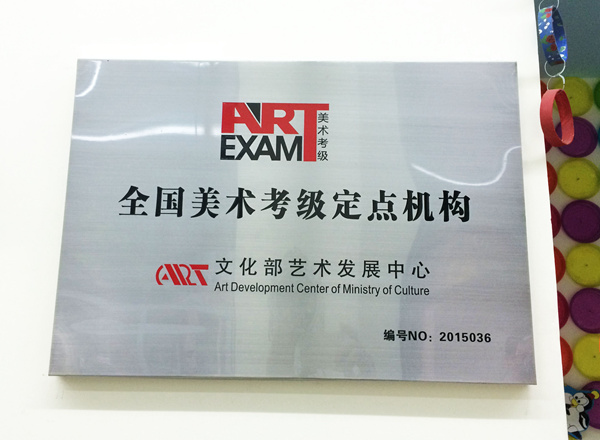 ART
EXAM
美术考级
全国美术考级定点机构
ART 文化部艺术发展中心
Art Development Center of Ministry of Culture
编号NO：2015036